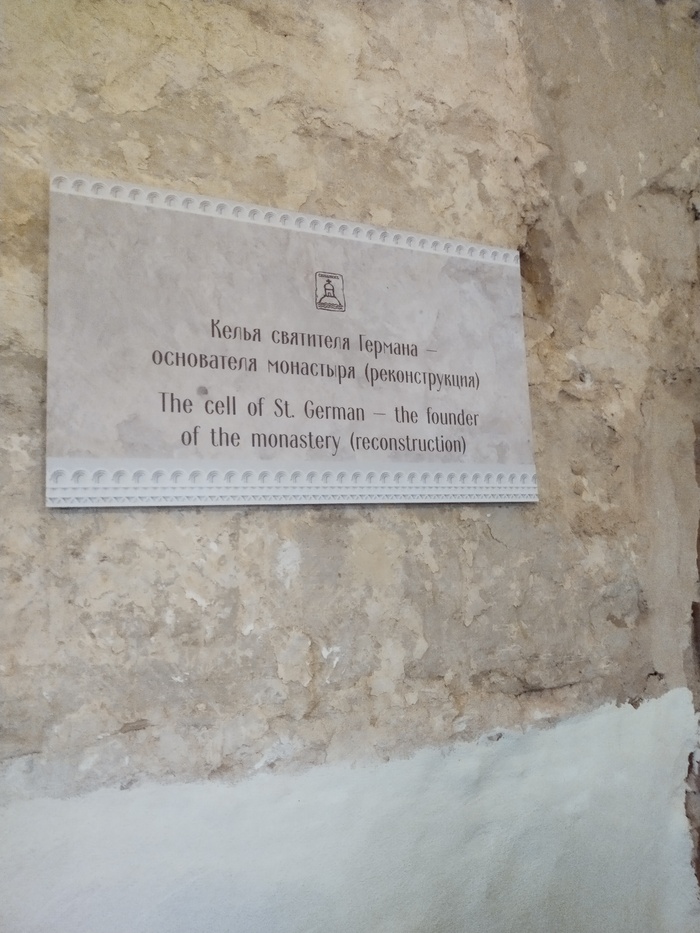 Келья святителя Германа –
основателя монастыря (реконструкция)
The cell of St. German – the founder
of the monastery (reconstruction)